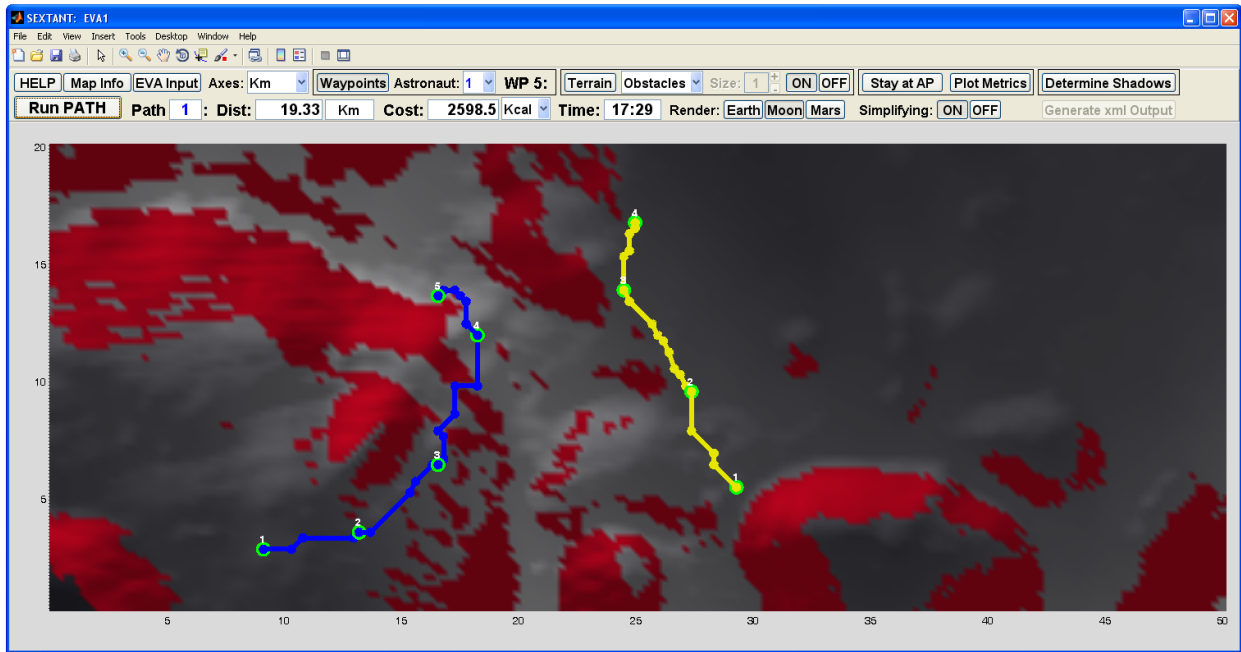 SEXTANT: EVA1
File Edit View Insert Tools Desktop Window Help
HELP Map Info EVA Input Axes: Km Waypoints Astronaut: 1 WP 5: Terrain Obstacles Size: 1 ON OFF Stay at AP Plot Metrics Determine Shadows
Run PATH Path 1 : Dist: 19.33 Km Cost: 2598.5 Kcal Time: 17:29 Render: Earth Moon Mars Simplifying: ON OFF Generate xml Output
20
4
15
3
5
4
10
2
3
1
5
2
1
5 10 15 20 25 30 35 40 45 50